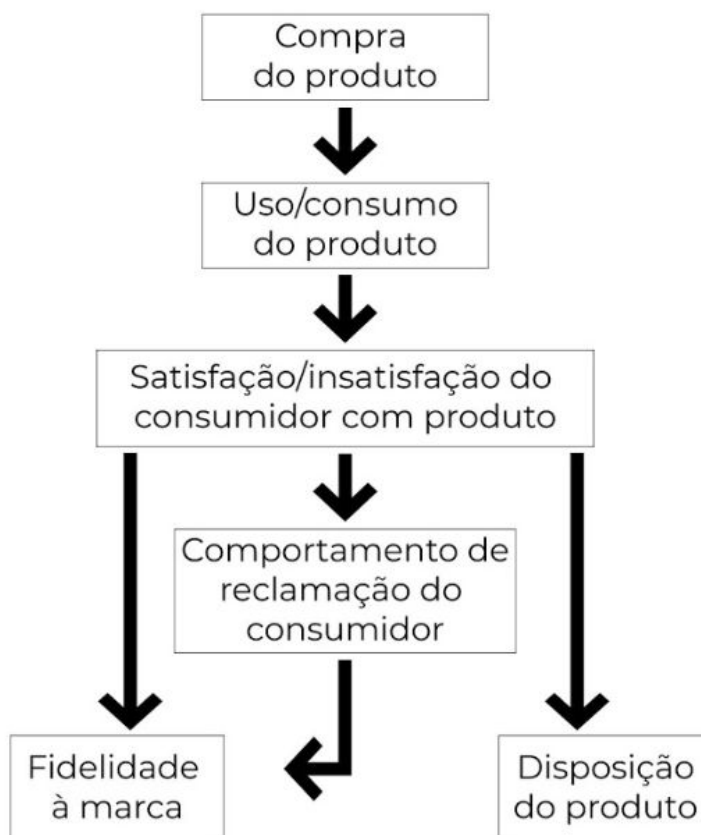 Compra
do produto
Uso/consumo
do produto
Satisfação/insatisfação do
consumidor com produto
Comportamento de
reclamação do
consumidor
Fidelidade
à marca
Disposição
do produto